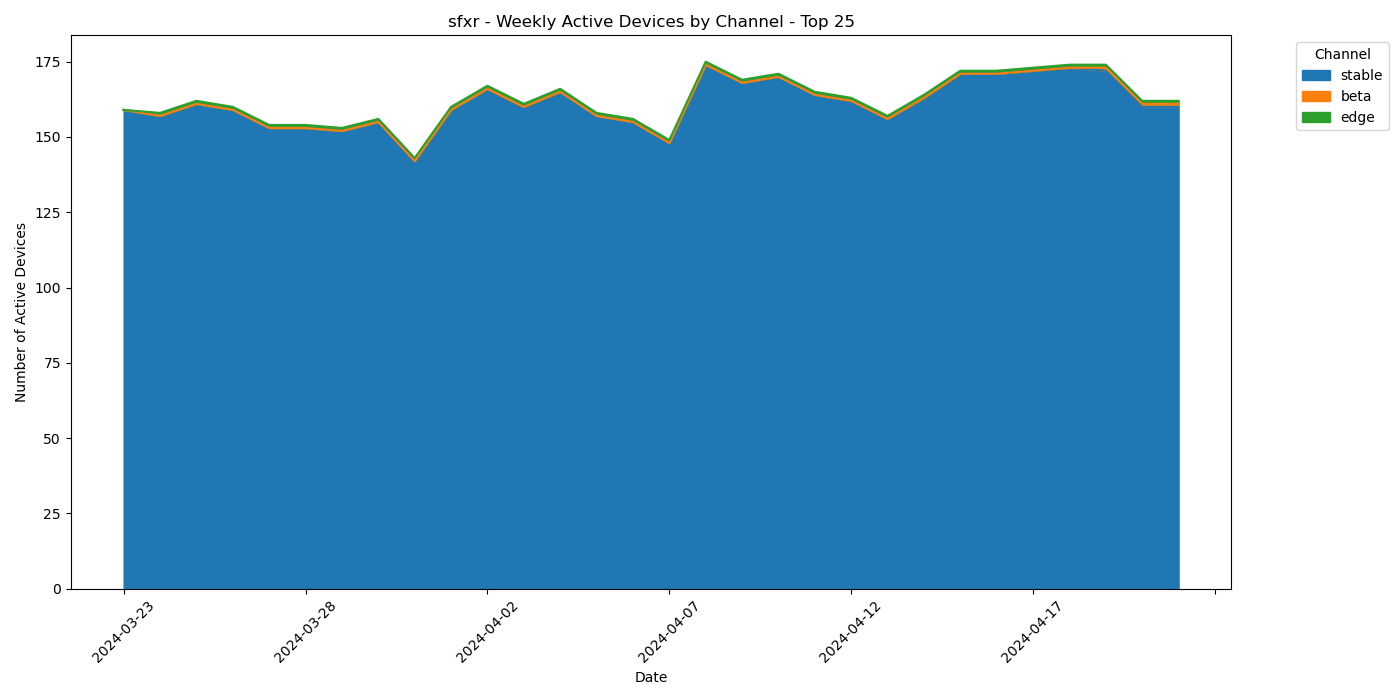 sfxr - Weekly Active Devices by Channel - Top 25
Channel
stable
beta
edge
Number of Active Devices
175
150
125
100
75
50
25
0
2024-03-23
2024-03-28
2024-04-02
2024-04-07
2024-04-12
2024-04-17
Date